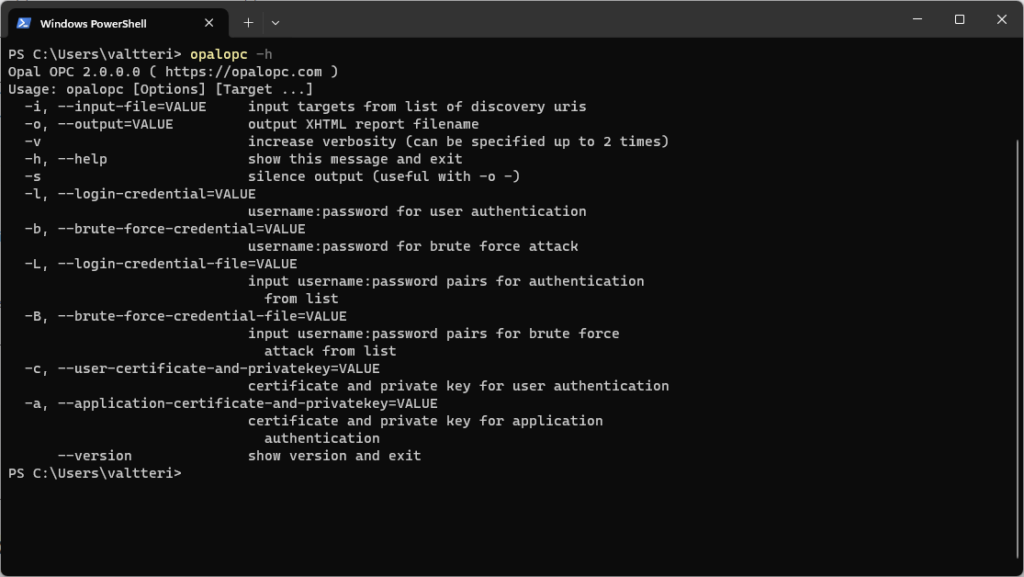 Windows PowerShell
PS C:\Users\valtteri> opalopc -h
Opal OPC 2.0.0.0 ( https://opalopc.com )
Usage: opalopc [Options] [Target ...]
  -i, --input-file=VALUE     input targets from list of discovery uris
  -o, --output=VALUE         output XHTML report filename
  -v                         increase verbosity (can be specified up to 2 times)
  -h, --help                 show this message and exit
  -s                         silence output (useful with -o -)
  -l, --login-credential=VALUE
                             username:password for user authentication
  -b, --brute-force-credential=VALUE
                             username:password for brute force attack
  -L, --login-credential-file=VALUE
                             input username:password pairs for authentication
                               from list
  -B, --brute-force-credential-file=VALUE
                             input username:password pairs for brute force
                               attack from list
  -c, --user-certificate-and-privatekey=VALUE
                             certificate and private key for user authentication
  -a, --application-certificate-and-privatekey=VALUE
                             certificate and private key for application
                               authentication
      --version              show version and exit
PS C:\Users\valtteri>